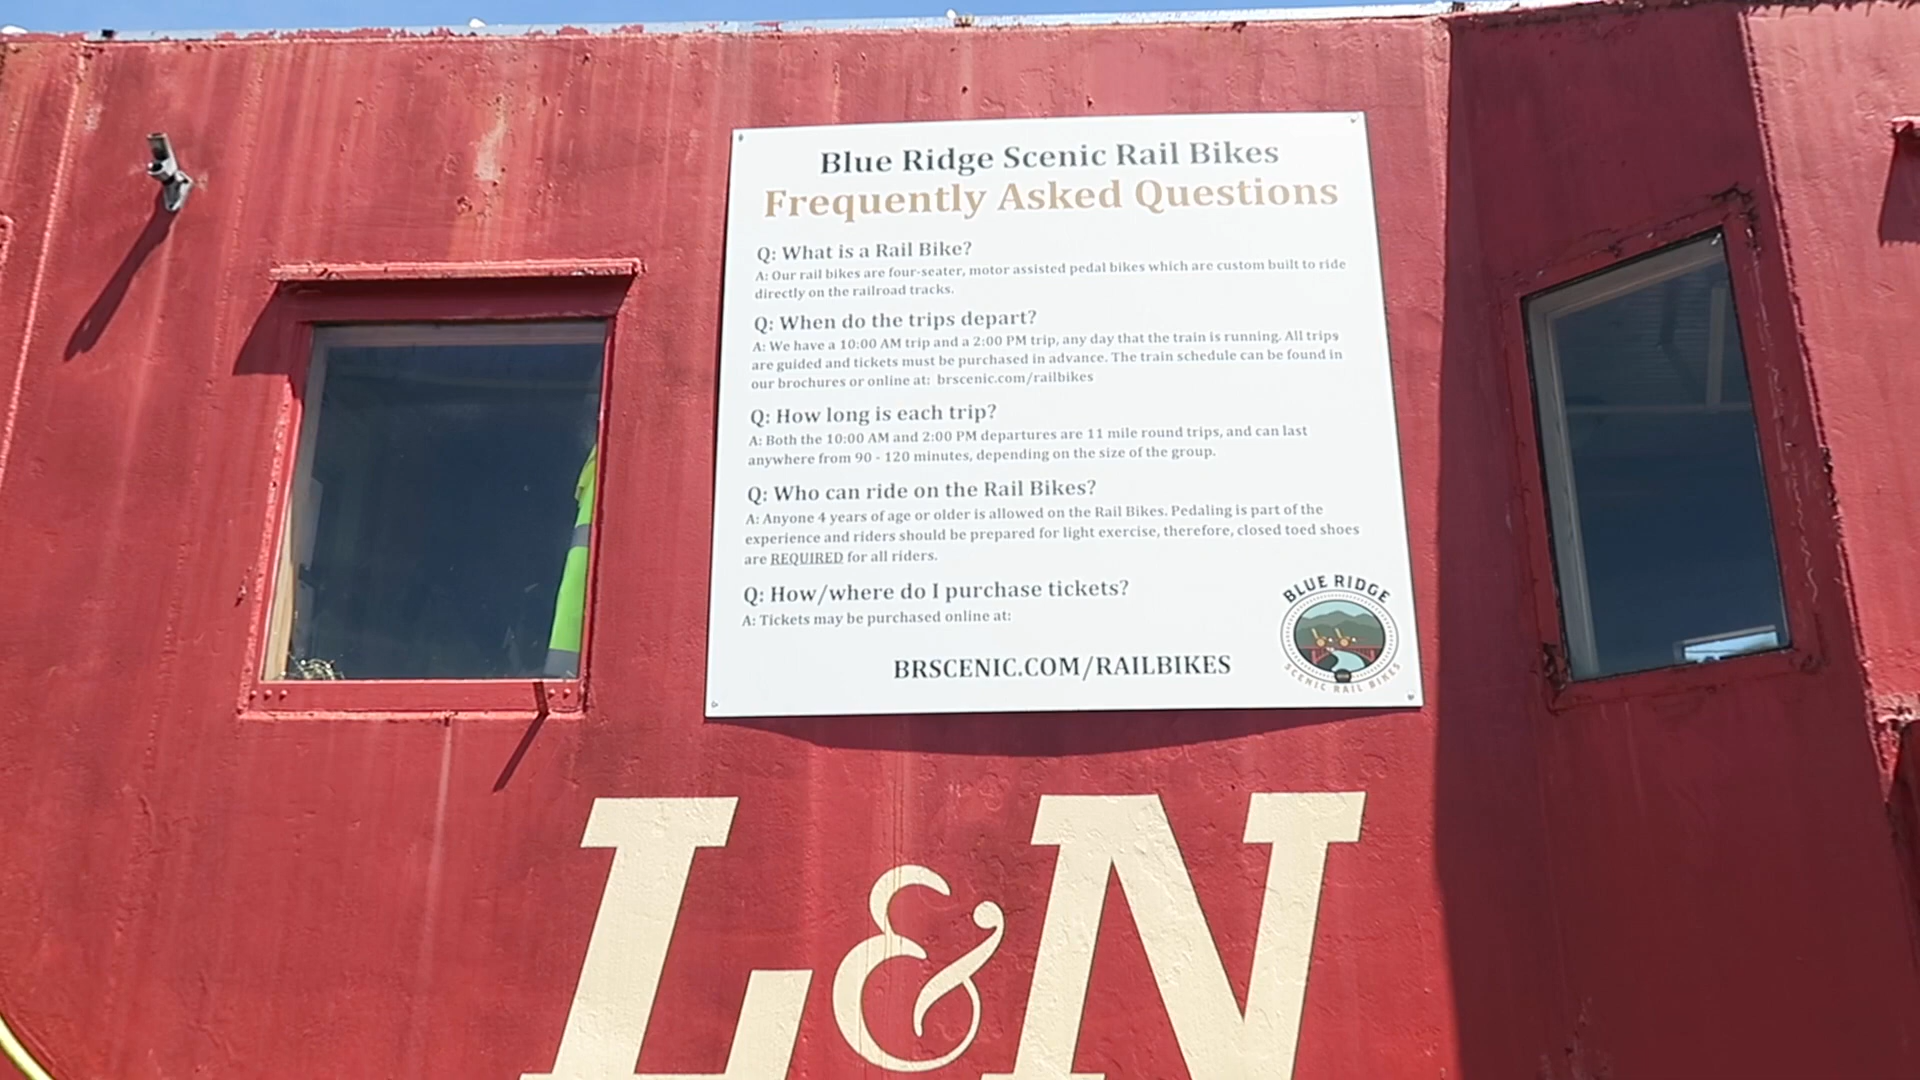 Blue Ridge Scenic Rail Bikes
Frequently Asked Questions
Q: What is a Rail Bike?
A: Our rail bikes are four-seater, motor assisted pedal bikes which are custom built to ride
directly on the railroad tracks.
Q: When do the trips depart?
A: We have a 10:00 AM trip and a 2:00 PM trip, any day that the train is running. All trips
are guided and tickets must be purchased in advance. The train schedule can be found in
our brochures or online at: brscenic.com/railbikes
Q: How long is each trip?
A: Both the 10:00 AM and 2:00 PM departures are 11 mile round trips, and can last
anywhere from 90 - 120 minutes, depending on the size of the group.
Q: Who can ride on the Rail Bikes?
A: Anyone 4 years of age or older is allowed on the Rail Bikes. Pedaling is part of the
experience and riders should be prepared for light exercise, therefore, closed toed shoes
are REQUIRED for all riders.
Q: How/where do I purchase tickets?
A: Tickets may be purchased online at:
BRSCENIC.COM/RAILBIKES
BLUE RIDGE
SCENIC RAIL BIKES
L&N